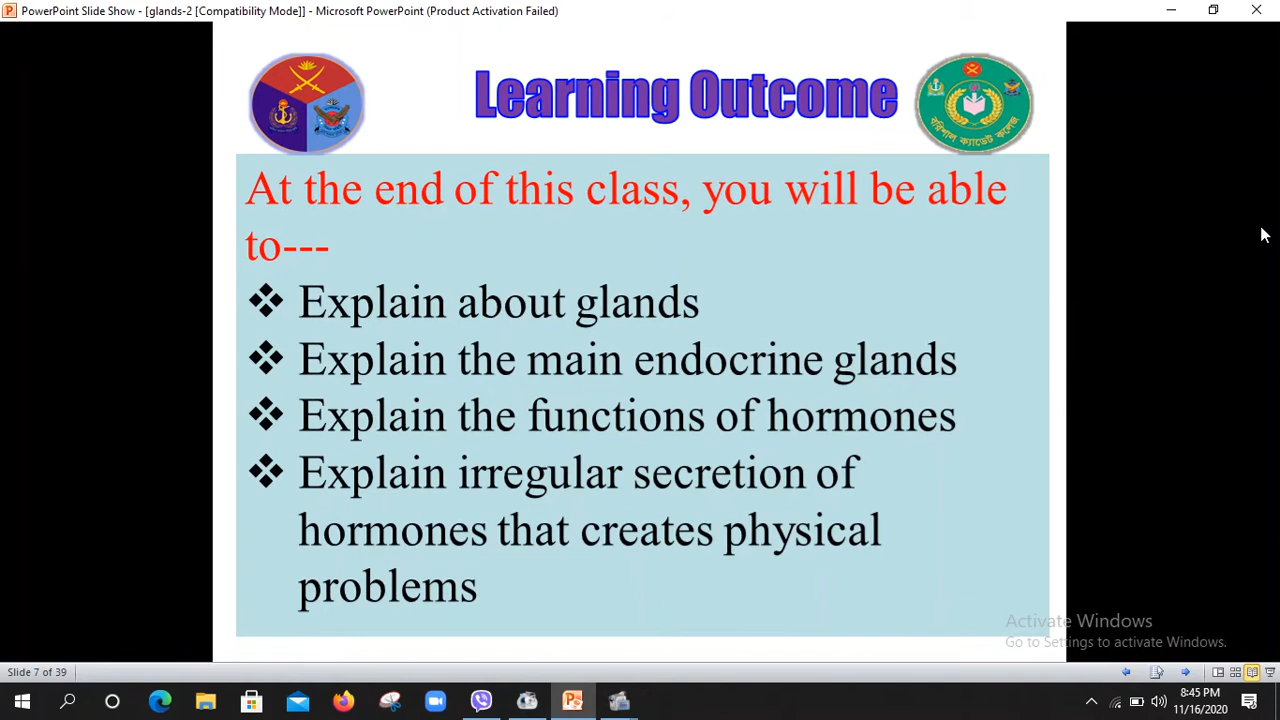 PowerPoint Slide Show - [glands-2 [Compatibility Mode]] - Microsoft PowerPoint (Product Activation Failed)
Learning Outcome
বরিশাল ক্যাডেট কলেজ
At the end of this class, you will be able
to---
❖ Explain about glands
❖ Explain the main endocrine glands
❖ Explain the functions of hormones
❖ Explain irregular secretion of
hormones that creates physical
problems
Activate Windows
Go to Settings to activate Windows.
Slide 7 of 39
8:45 PM
11/16/2020